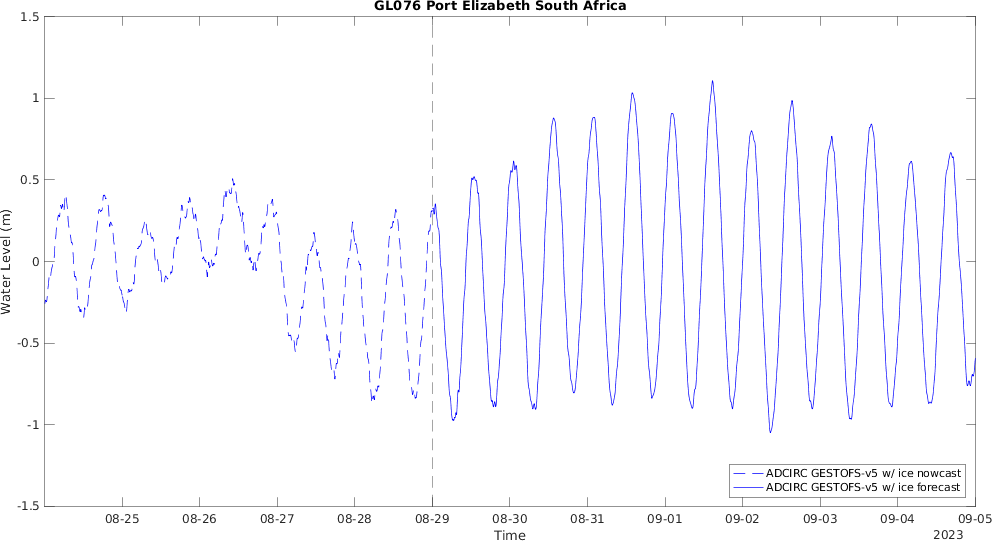 GL076 Port Elizabeth South Africa
1.5
1
0.5
0
-0.5
-1
-1.5
Water Level (m)
ADCIRC GESTOFS-v5 w/ ice nowcast
ADCIRC GESTOFS-v5 w/ ice forecast
08-25 08-26 08-27 08-28 08-29 08-30 08-31 09-01 09-02 09-03 09-04 09-05
Time
2023